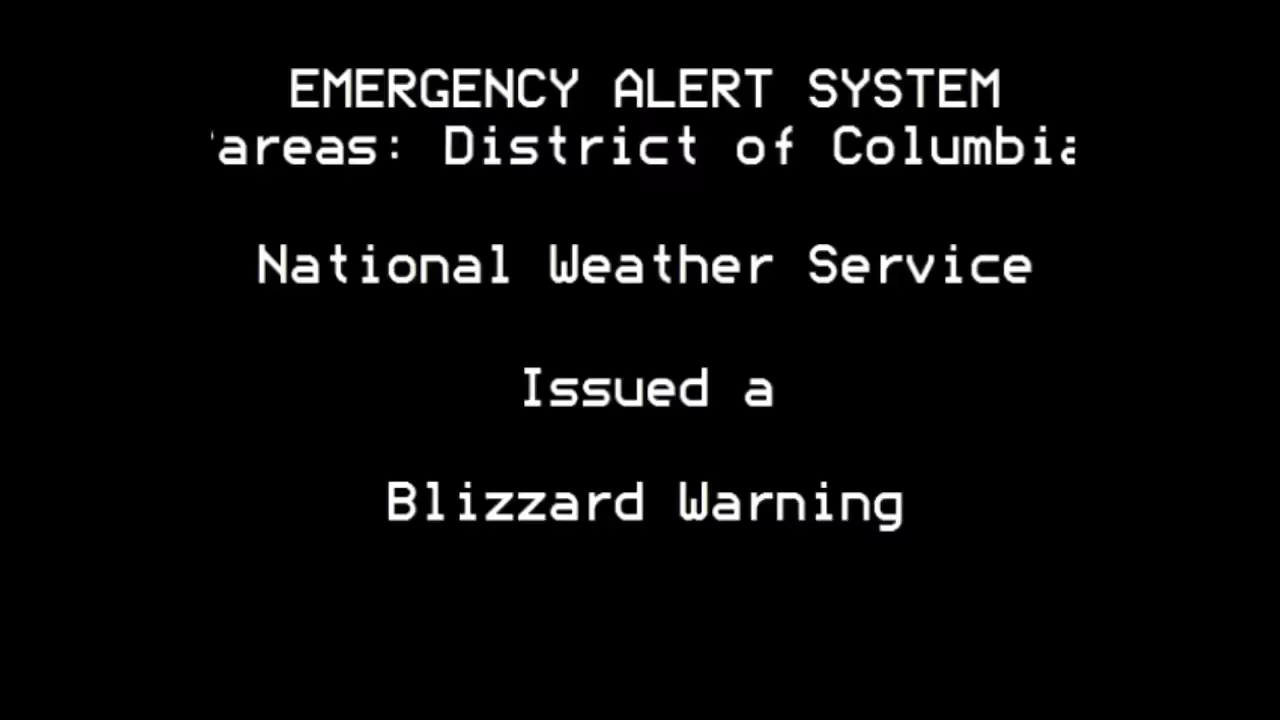 EMERGENCY ALERT SYSTEM
areas: District of Columbia
National Weather Service
Issued a
Blizzard Warning